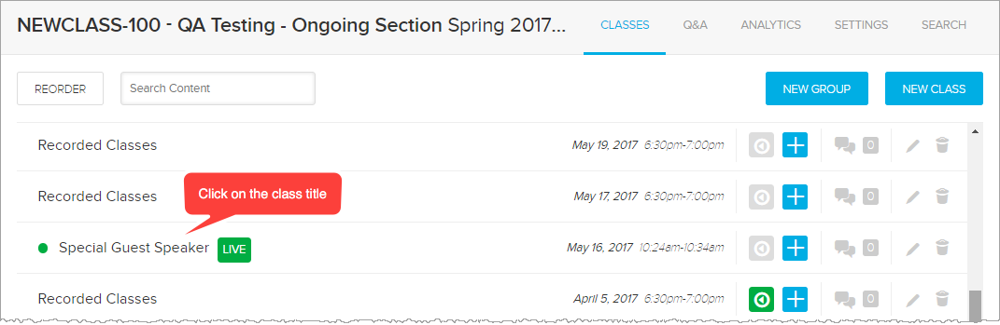 NEWCLASS-100 - QA Testing - Ongoing Section Spring 2017... CLASSES Q&A ANALYTICS SETTINGS SEARCH
REORDER Search Content NEW GROUP NEW CLASS
Recorded Classes May 19, 2017 6:30pm-7:00pm 0
Click on the class title
Recorded Classes May 17, 2017 6:30pm-7:00pm 0
Special Guest Speaker LIVE May 16, 2017 10:24am-10:34am 0
Recorded Classes April 5, 2017 6:30pm-7:00pm 0